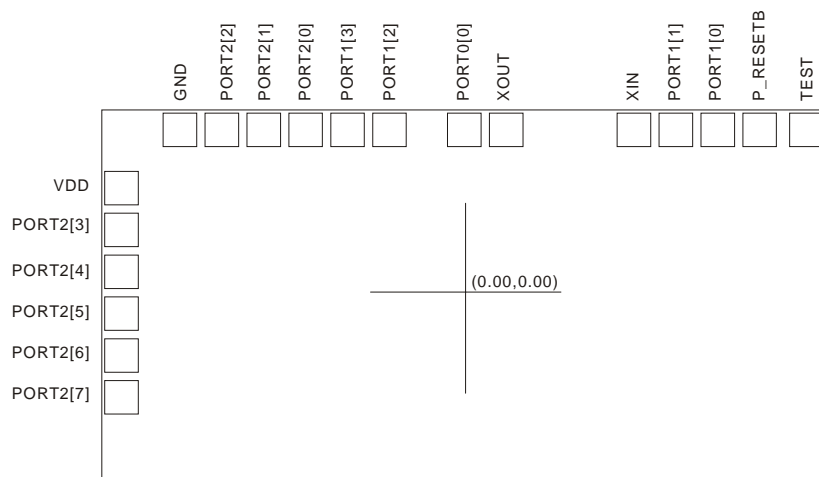 GND
PORT2[2]
PORT2[1]
PORT2[0]
PORT1[3]
PORT1[2]
PORT0[0]
XOUT
XIN
PORT1[1]
PORT1[0]
P_RESETB
TEST
VDD
PORT2[3]
PORT2[4]
(0.00,0.00)
PORT2[5]
PORT2[6]
PORT2[7]